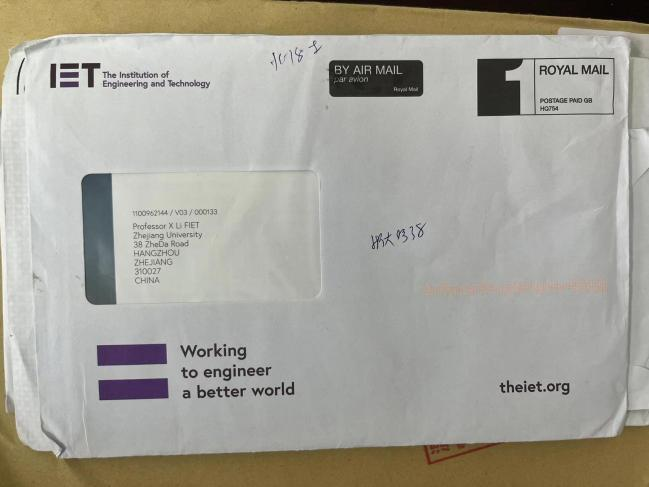 IET The Institution of
Engineering and Technology
BY AIR MAIL
par avion
Royal Mail
1
ROYAL MAIL
POSTAGE PAID GB
HQ754
1100962144 / V03 / 000133
Professor X Li FIET
Zhejiang University
38 ZheDa Road
HANGZHOU
ZHEJIANG
310027
CHINA
Working
to engineer
a better world
theiet.org